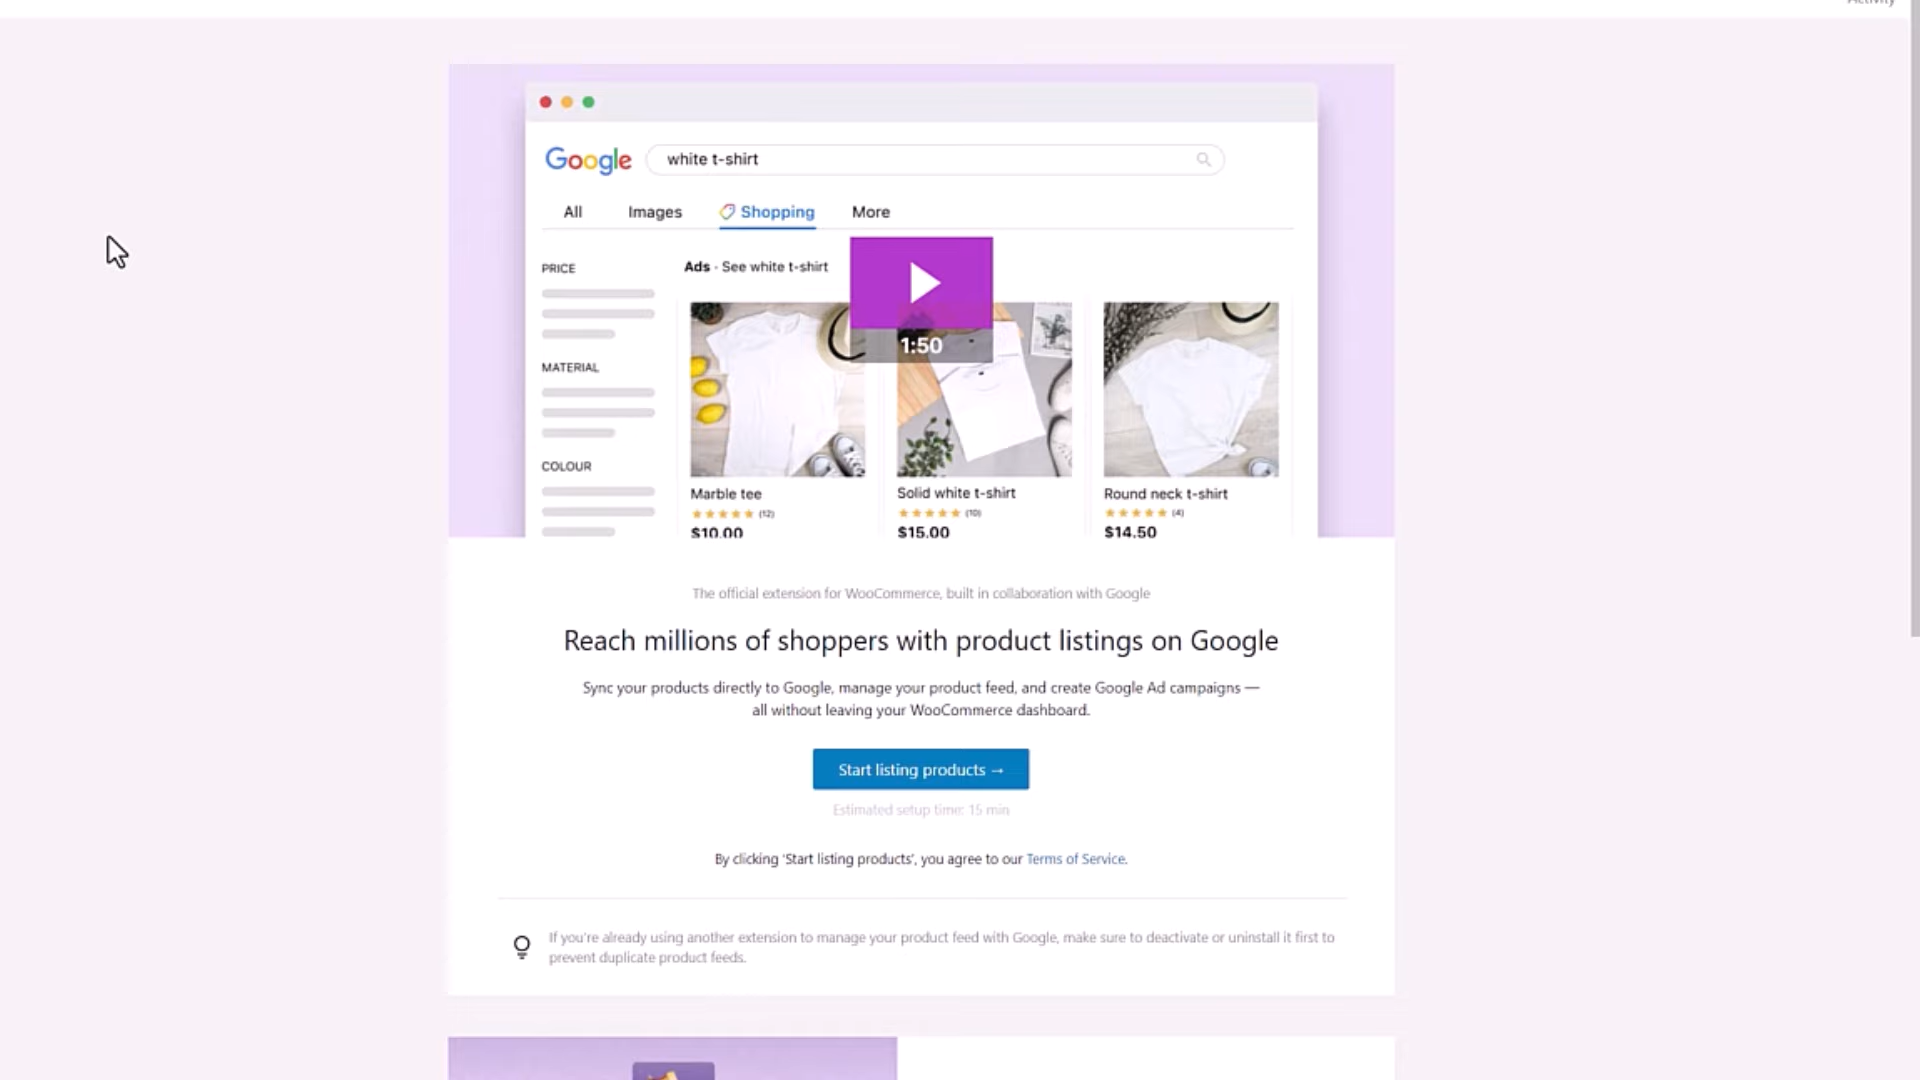 Activity
Google white t-shirt
All Images Shopping More
PRICE
Ads · See white t-shirt
1:50
MATERIAL
COLOUR
Marble tee
(12)
$10.00
Solid white t-shirt
(10)
$15.00
Round neck t-shirt
(4)
$14.50
The official extension for WooCommerce, built in collaboration with Google
Reach millions of shoppers with product listings on Google
Sync your products directly to Google, manage your product feed, and create Google Ad campaigns —
all without leaving your WooCommerce dashboard.
Start listing products →
Estimated setup time: 15 min
By clicking 'Start listing products', you agree to our Terms of Service.
If you're already using another extension to manage your product feed with Google, make sure to deactivate or uninstall it first to
prevent duplicate product feeds.